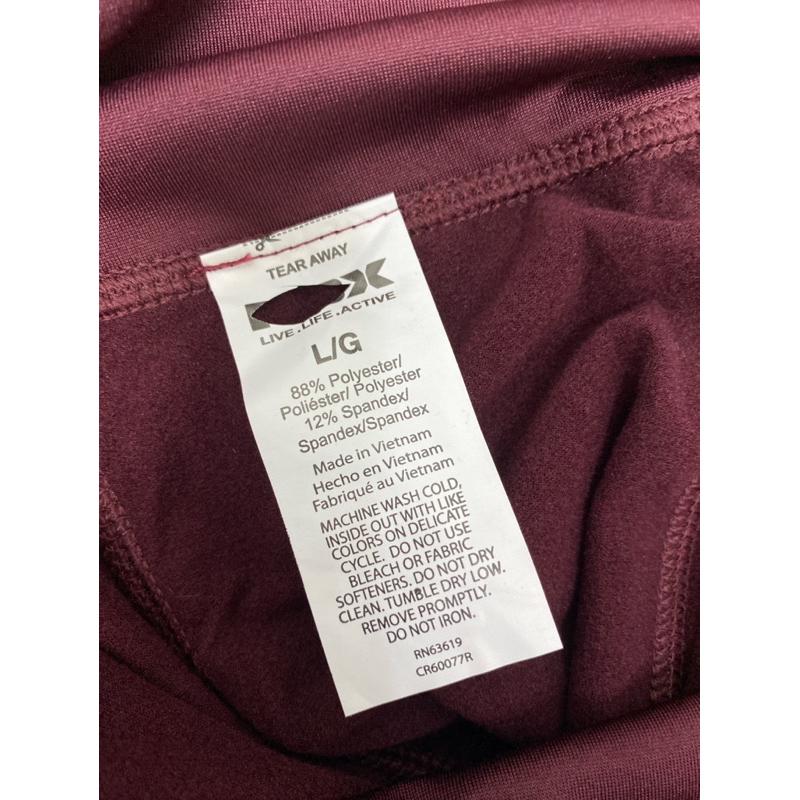 TEAR AWAY
LIVE.LIFE.ACTIVE
L/G
88% Polyester/
Poliéster/ Polyester
12% Spandex/
Spandex/Spandex
Made in Vietnam
Hecho en Vietnam
Fabriqué au Vietnam
MACHINE WASH COLD,
INSIDE OUT WITH LIKE
COLORS ON DELICATE
CYCLE. DO NOT USE
BLEACH OR FABRIC
SOFTENERS. DO NOT DRY
CLEAN. TUMBLE DRY LOW.
REMOVE PROMPTLY.
DO NOT IRON.
RN63619
CR60077R